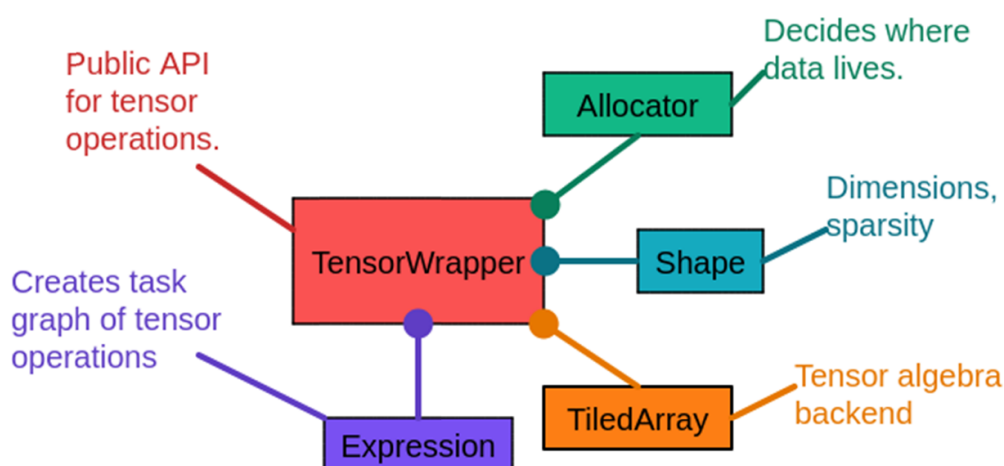 Decides where
data lives.
Public API
for tensor
operations.
Allocator
Dimensions,
sparsity
TensorWrapper
Shape
Creates task
graph of tensor
operations
Tensor algebra
backend
TiledArray
Expression